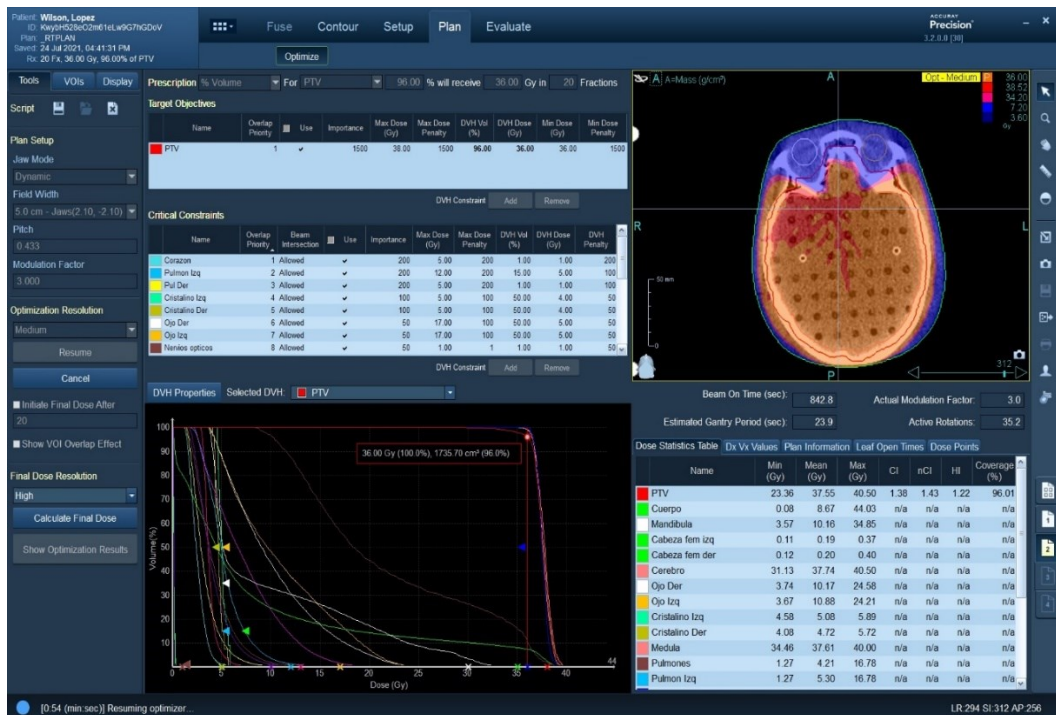 Patient: Wilson, Lopez
ID: KwybH528eO2m61eLw9G7hGDoV
Plan: _RTPLAN
Saved: 24 Jul 2021, 04:41:31 PM
Rx: 20 Fx, 36.00 Gy, 96.00% of PTV
Fuse Contour Setup Plan Evaluate
ACCURAY
Precision
3.2.0.0 [30]
Optimize
Tools VOIs Display
Script
Plan Setup
Jaw Mode
Dynamic
Field Width
5.0 cm - Jaws(2.10, -2.10)
Pitch
0.433
Modulation Factor
3.000
Optimization Resolution
Medium
Resume
Cancel
Initiate Final Dose After
20
Show VOI Overlap Effect
Final Dose Resolution
High
Calculate Final Dose
Show Optimization Results
Prescription % Volume For PTV 96.00 % will receive 36.00 Gy in 20 Fractions
Target Objectives
Name Overlap Priority Use Importance Max Dose (Gy) Max Dose Penalty DVH Vol (%) DVH Dose (Gy) Min Dose (Gy) Min Dose Penalty
PTV 1 1500 38.00 1500 96.00 36.00 36.00 1500
DVH Constraint Add Remove
Critical Constraints
Name Overlap Priority Beam Intersection Use Importance Max Dose (Gy) Max Dose Penalty DVH Vol (%) DVH Dose (Gy) DVH Penalty
Corazon 1 Allowed 200 5.00 200 1.00 1.00 200
Pulmon Izq 2 Allowed 200 12.00 200 15.00 5.00 100
Pul Der 3 Allowed 200 5.00 200 1.00 1.00 100
Cristalino Izq 4 Allowed 100 5.00 100 50.00 4.00 50
Cristalino Der 5 Allowed 100 5.00 100 50.00 4.00 50
Ojo Der 6 Allowed 50 17.00 100 50.00 5.00 50
Ojo Izq 7 Allowed 50 17.00 100 50.00 5.00 50
Nervios opticos 8 Allowed 50 1.00 1 1.00 1.00 50
DVH Constraint Add Remove
DVH Properties Selected DVH: PTV
36.00 Gy (100.0%), 1735.70 cm³ (96.0%)
Volume(%)
100
90
80
70
60
50
40
30
20
10
0 5 10 15 20 25 30 35 40 44
Dose (Gy)
A A=Mass (g/cm³)
A
Opt - Medium
P 36.00
38.52
34.20
7.20
3.60
Gy
R
L
50 mm
0
P
312
Beam On Time (sec): 842.8 Actual Modulation Factor: 3.0
Estimated Gantry Period (sec): 23.9 Active Rotations: 35.2
Dose Statistics Table Dx Vx Values Plan Information Leaf Open Times Dose Points
Name Min (Gy) Mean (Gy) Max (Gy) CI nCI HI Coverage (%)
PTV 23.36 37.55 40.50 1.38 1.43 1.22 96.01
Cuerpo 0.08 8.67 44.03 n/a n/a n/a n/a
Mandibula 3.57 10.16 34.85 n/a n/a n/a n/a
Cabeza fem izq 0.11 0.19 0.37 n/a n/a n/a n/a
Cabeza fem der 0.12 0.20 0.40 n/a n/a n/a n/a
Cerebro 31.13 37.74 40.50 n/a n/a n/a n/a
Ojo Der 3.74 10.17 24.58 n/a n/a n/a n/a
Ojo Izq 3.67 10.88 24.21 n/a n/a n/a n/a
Cristalino Izq 4.58 5.08 5.89 n/a n/a n/a n/a
Cristalino Der 4.08 4.72 5.72 n/a n/a n/a n/a
Medula 34.46 37.61 40.00 n/a n/a n/a n/a
Pulmones 1.27 4.21 16.78 n/a n/a n/a n/a
Pulmon Izq 1.27 5.30 16.78 n/a n/a n/a n/a
1
2
3
4
[0:54 (min:sec)] Resuming optimizer...
LR:294 SI:312 AP:256